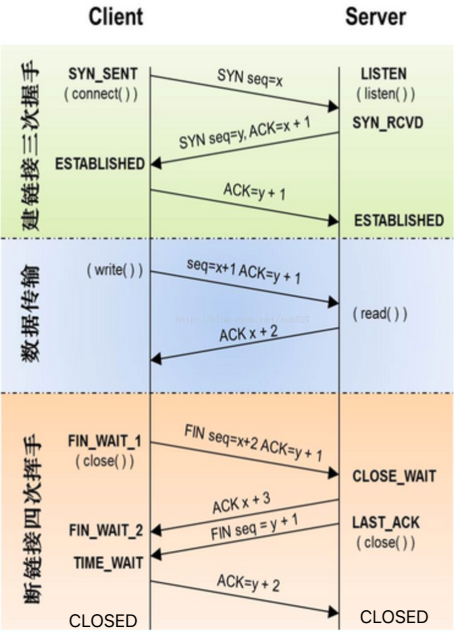 Client
Server
建链接三次握手
SYN_SENT
(connect())
SYN seq=x
LISTEN
(listen())
SYN_RCVD
SYN seq=y, ACK=x + 1
ESTABLISHED
ACK=y + 1
ESTABLISHED
数据传输
(write())
seq=x+1 ACK=y + 1
(read())
ACK x + 2
断链接四次挥手
FIN_WAIT_1
(close())
FIN seq=x+2 ACK=y + 1
CLOSE_WAIT
ACK x + 3
FIN_WAIT_2
FIN seq = y + 1
LAST_ACK
(close())
TIME_WAIT
ACK=y + 2
CLOSED
CLOSED